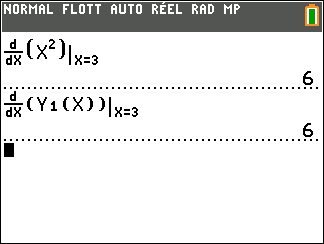 NORMAL FLOTT AUTO RÉEL RAD MP
d/dX(X²)|X=3
6
d/dX(Y₁(X))|X=3
6